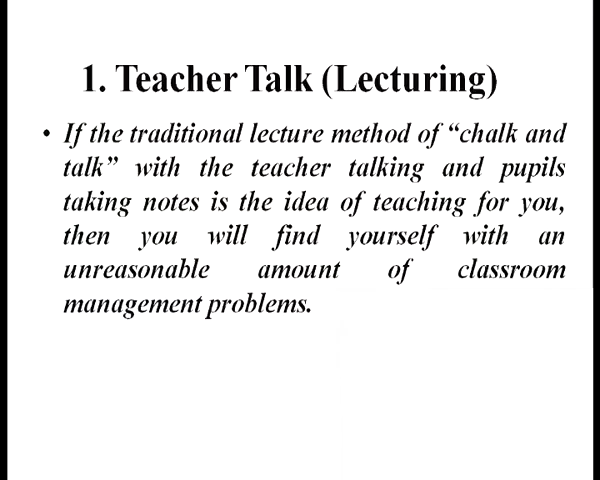 1. Teacher Talk (Lecturing)
• If the traditional lecture method of “chalk and
talk” with the teacher talking and pupils
taking notes is the idea of teaching for you,
then you will find yourself with an
unreasonable amount of classroom
management problems.